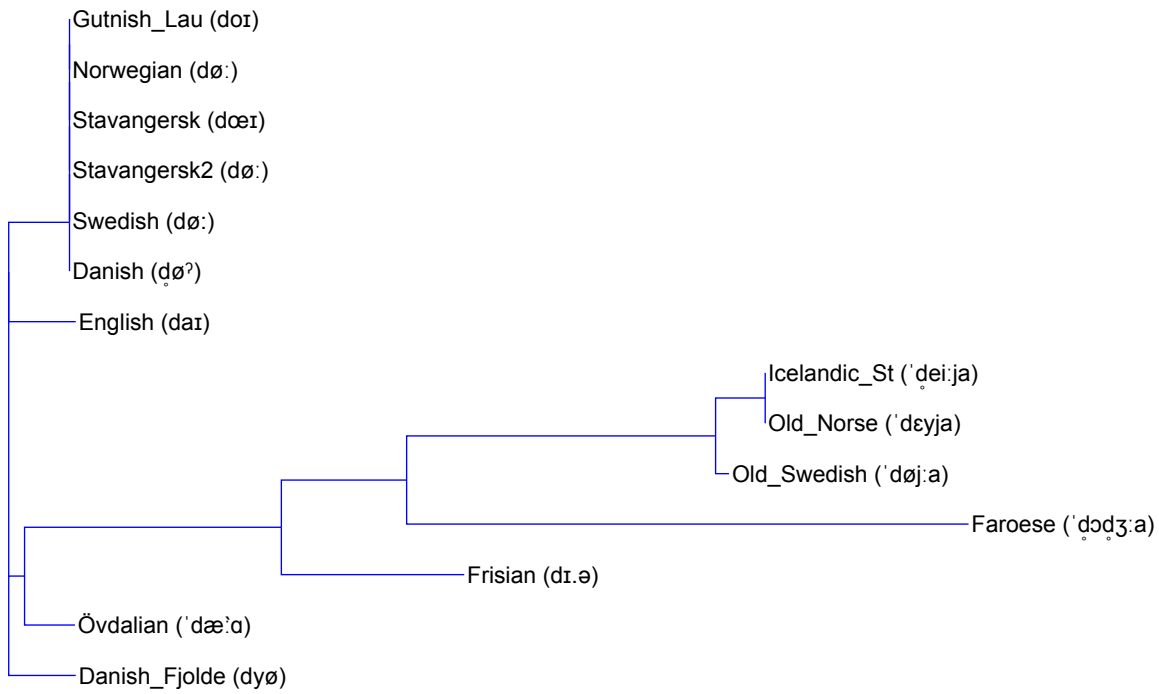 Gutnish_Lau (doɪ)
Norwegian (døː)
Stavangersk (dœɪ)
Stavangersk2 (døː)
Swedish (døː)
Danish (d̥øˀ)
English (daɪ)
Icelandic_St (ˈd̥eiːja)
Old_Norse (ˈdɛyja)
Old_Swedish (ˈdøjːa)
Faroese (ˈd̥ɔd̥ʒːa)
Frisian (dɪ.ə)
Övdalian (ˈdæː̀ɑ)
Danish_Fjolde (dyø)